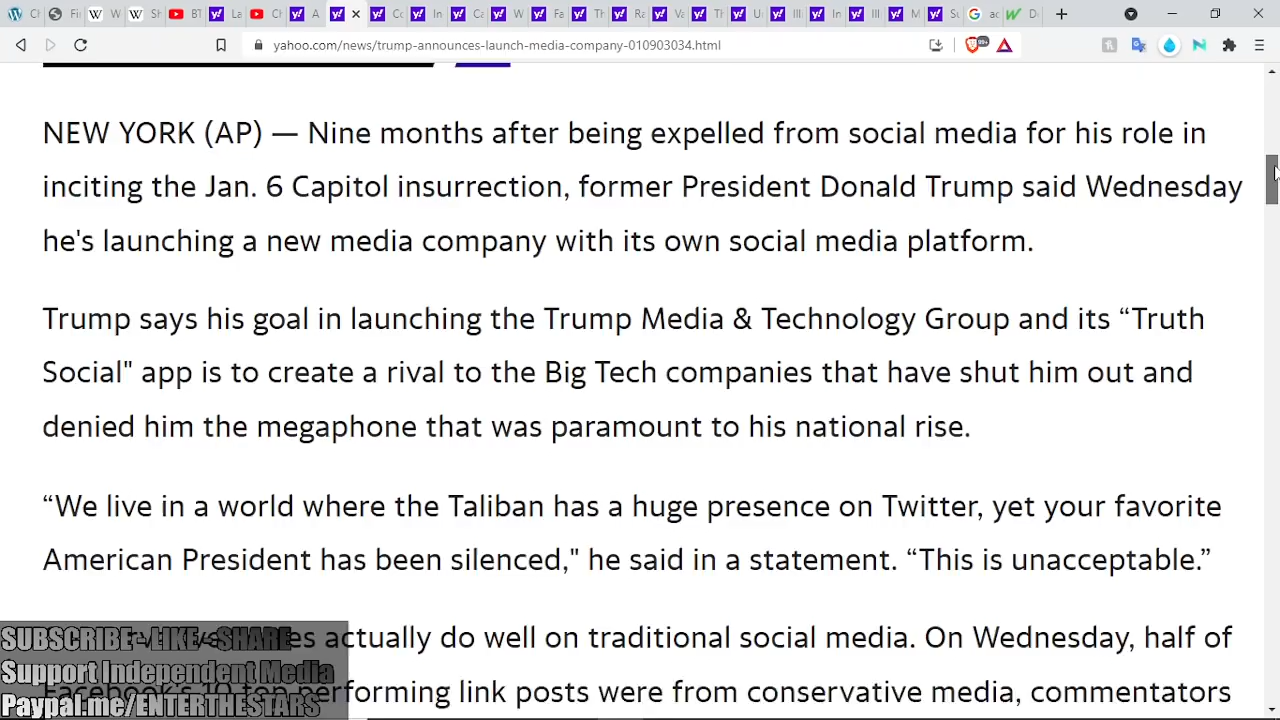 yahoo.com/news/trump-announces-launch-media-company-010903034.html
NEW YORK (AP) — Nine months after being expelled from social media for his role in
inciting the Jan. 6 Capitol insurrection, former President Donald Trump said Wednesday
he's launching a new media company with its own social media platform.
Trump says his goal in launching the Trump Media & Technology Group and its “Truth
Social" app is to create a rival to the Big Tech companies that have shut him out and
denied him the megaphone that was paramount to his national rise.
“We live in a world where the Taliban has a huge presence on Twitter, yet your favorite
American President has been silenced," he said in a statement. “This is unacceptable.”
actually do well on traditional social media. On Wednesday, half of
Facebook's 10 top performing link posts were from conservative media, commentators
SUBSCRIBE - LIKE - SHARE
Support Independent Media
Paypal.me/ENTERTHESTARS